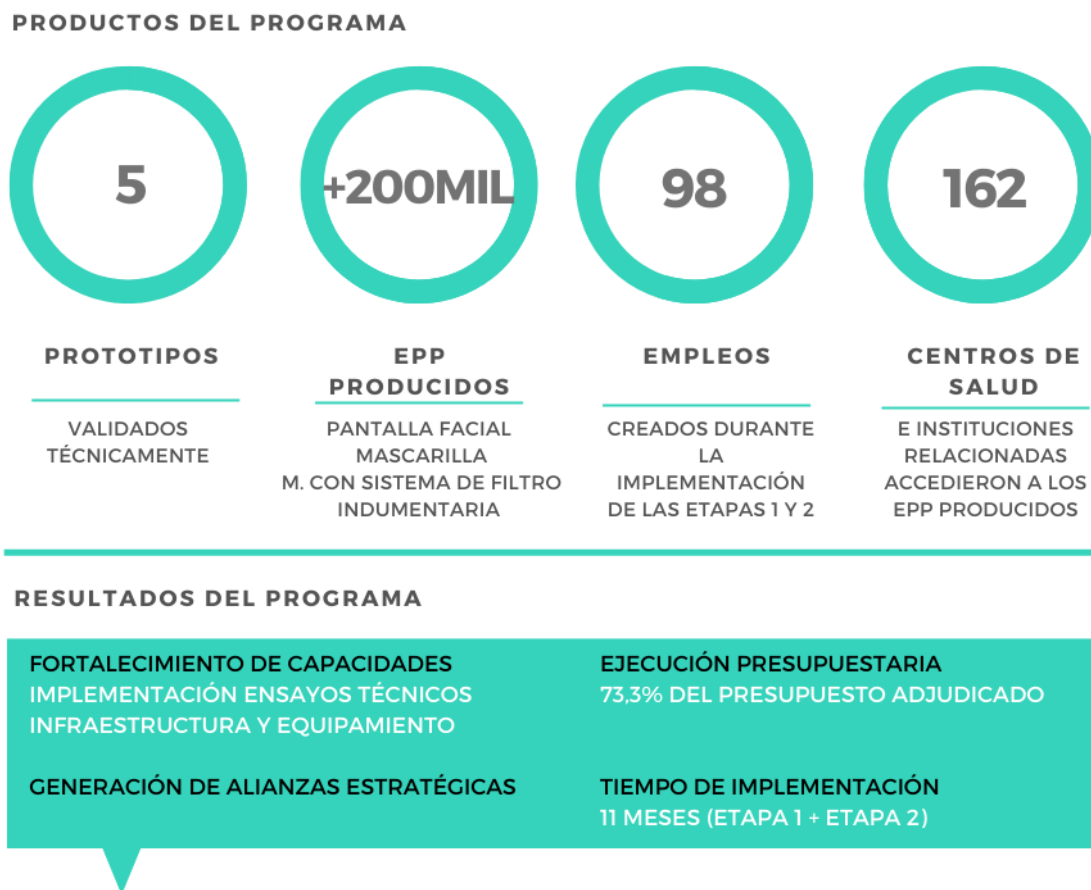 PRODUCTOS DEL PROGRAMA
5
+200MIL
98
162
PROTOTIPOS
VALIDADOS
TÉCNICAMENTE
EPP
PRODUCIDOS
PANTALLA FACIAL
MASCARILLA
M. CON SISTEMA DE FILTRO
INDUMENTARIA
EMPLEOS
CREADOS DURANTE
LA
IMPLEMENTACIÓN
DE LAS ETAPAS 1 Y 2
CENTROS DE
SALUD
E INSTITUCIONES
RELACIONADAS
ACCEDIERON A LOS
EPP PRODUCIDOS
RESULTADOS DEL PROGRAMA
FORTALECIMIENTO DE CAPACIDADES
IMPLEMENTACIÓN ENSAYOS TÉCNICOS
INFRAESTRUCTURA Y EQUIPAMIENTO
GENERACIÓN DE ALIANZAS ESTRATÉGICAS
EJECUCIÓN PRESUPUESTARIA
73,3% DEL PRESUPUESTO ADJUDICADO
TIEMPO DE IMPLEMENTACIÓN
11 MESES (ETAPA 1 + ETAPA 2)